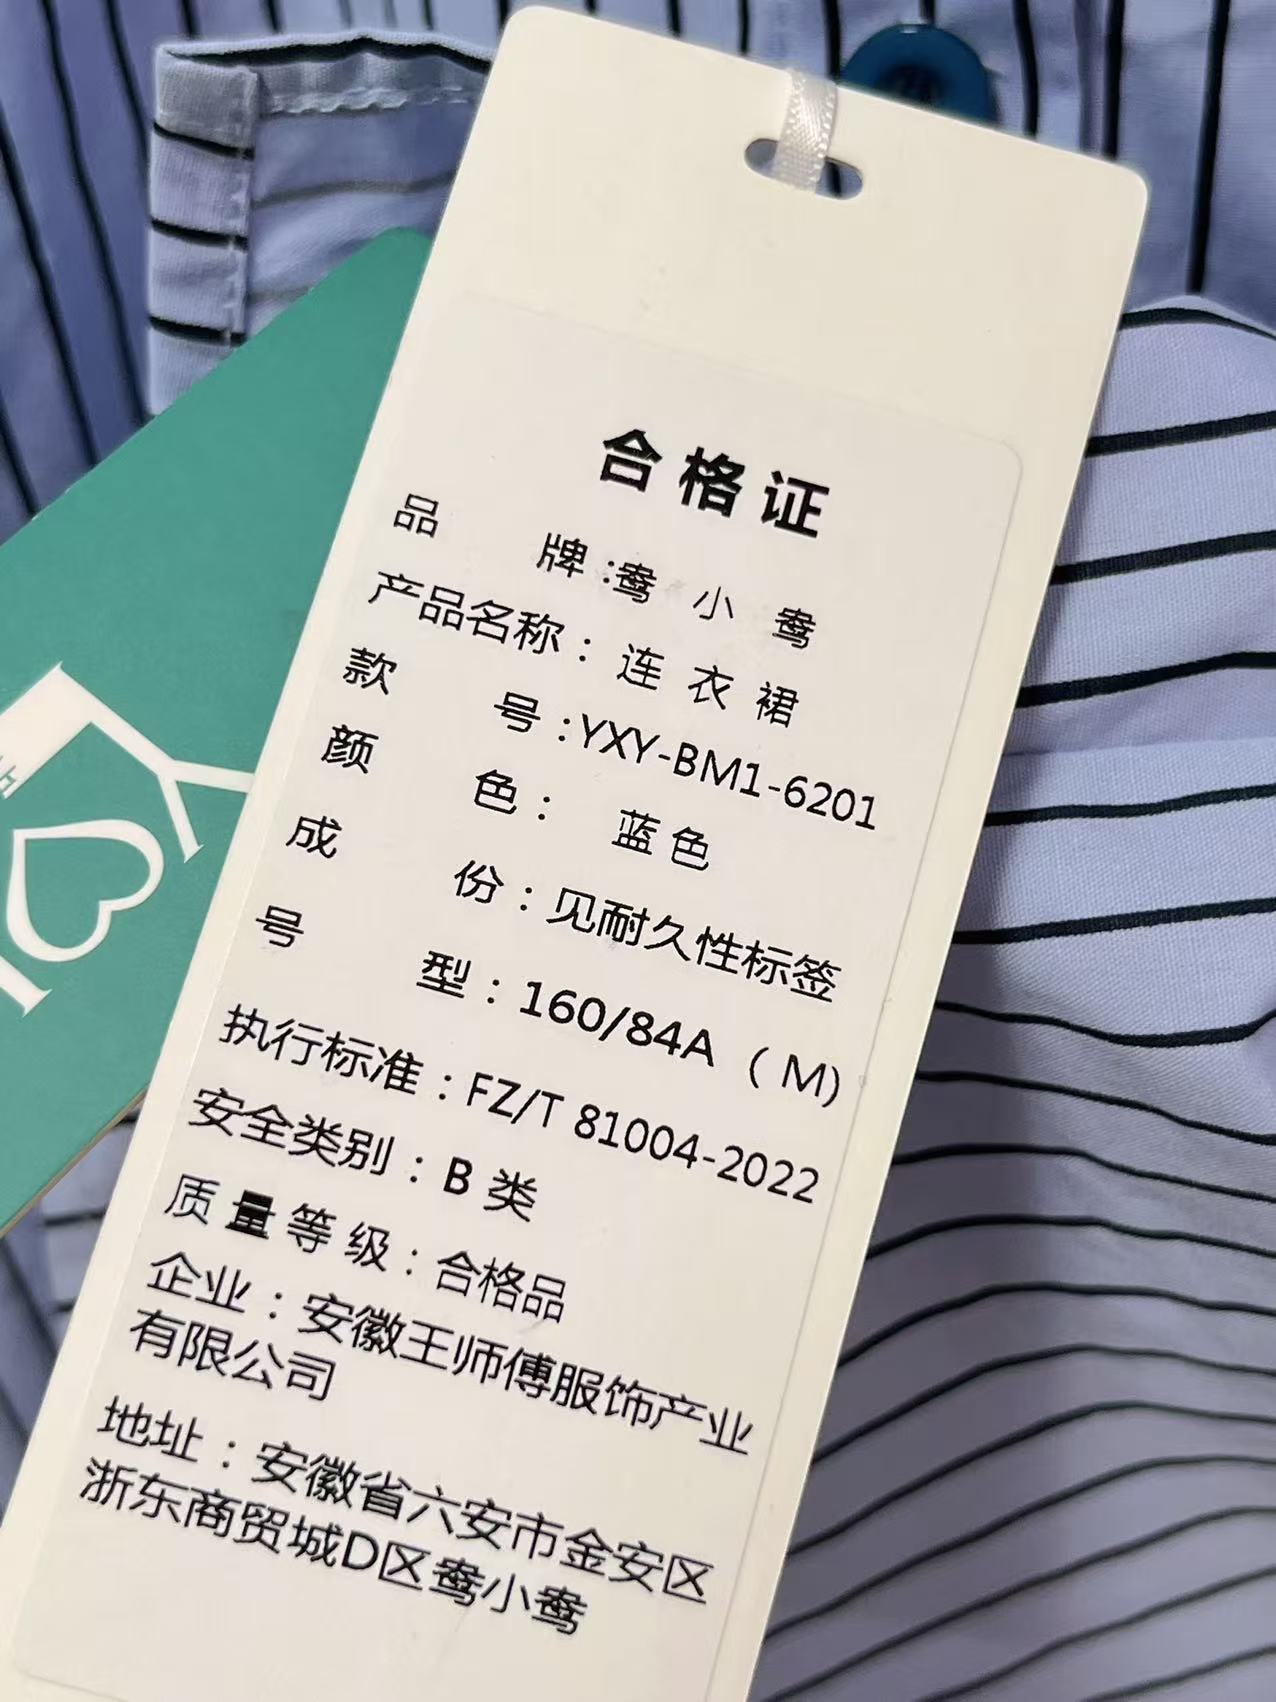 合格证
品 牌:鸯 小 鸯
产品名称：连 衣 裙
款 号:YXY-BM1-6201
颜 色： 蓝色
成 份：见耐久性标签
号 型：160/84A（M)
执行标准：FZ/T 81004-2022
安全类别：B 类
质量等级：合格品
企业：安徽王师傅服饰产业
有限公司
地址：安徽省六安市金安区
浙东商贸城D区鸯小鸯